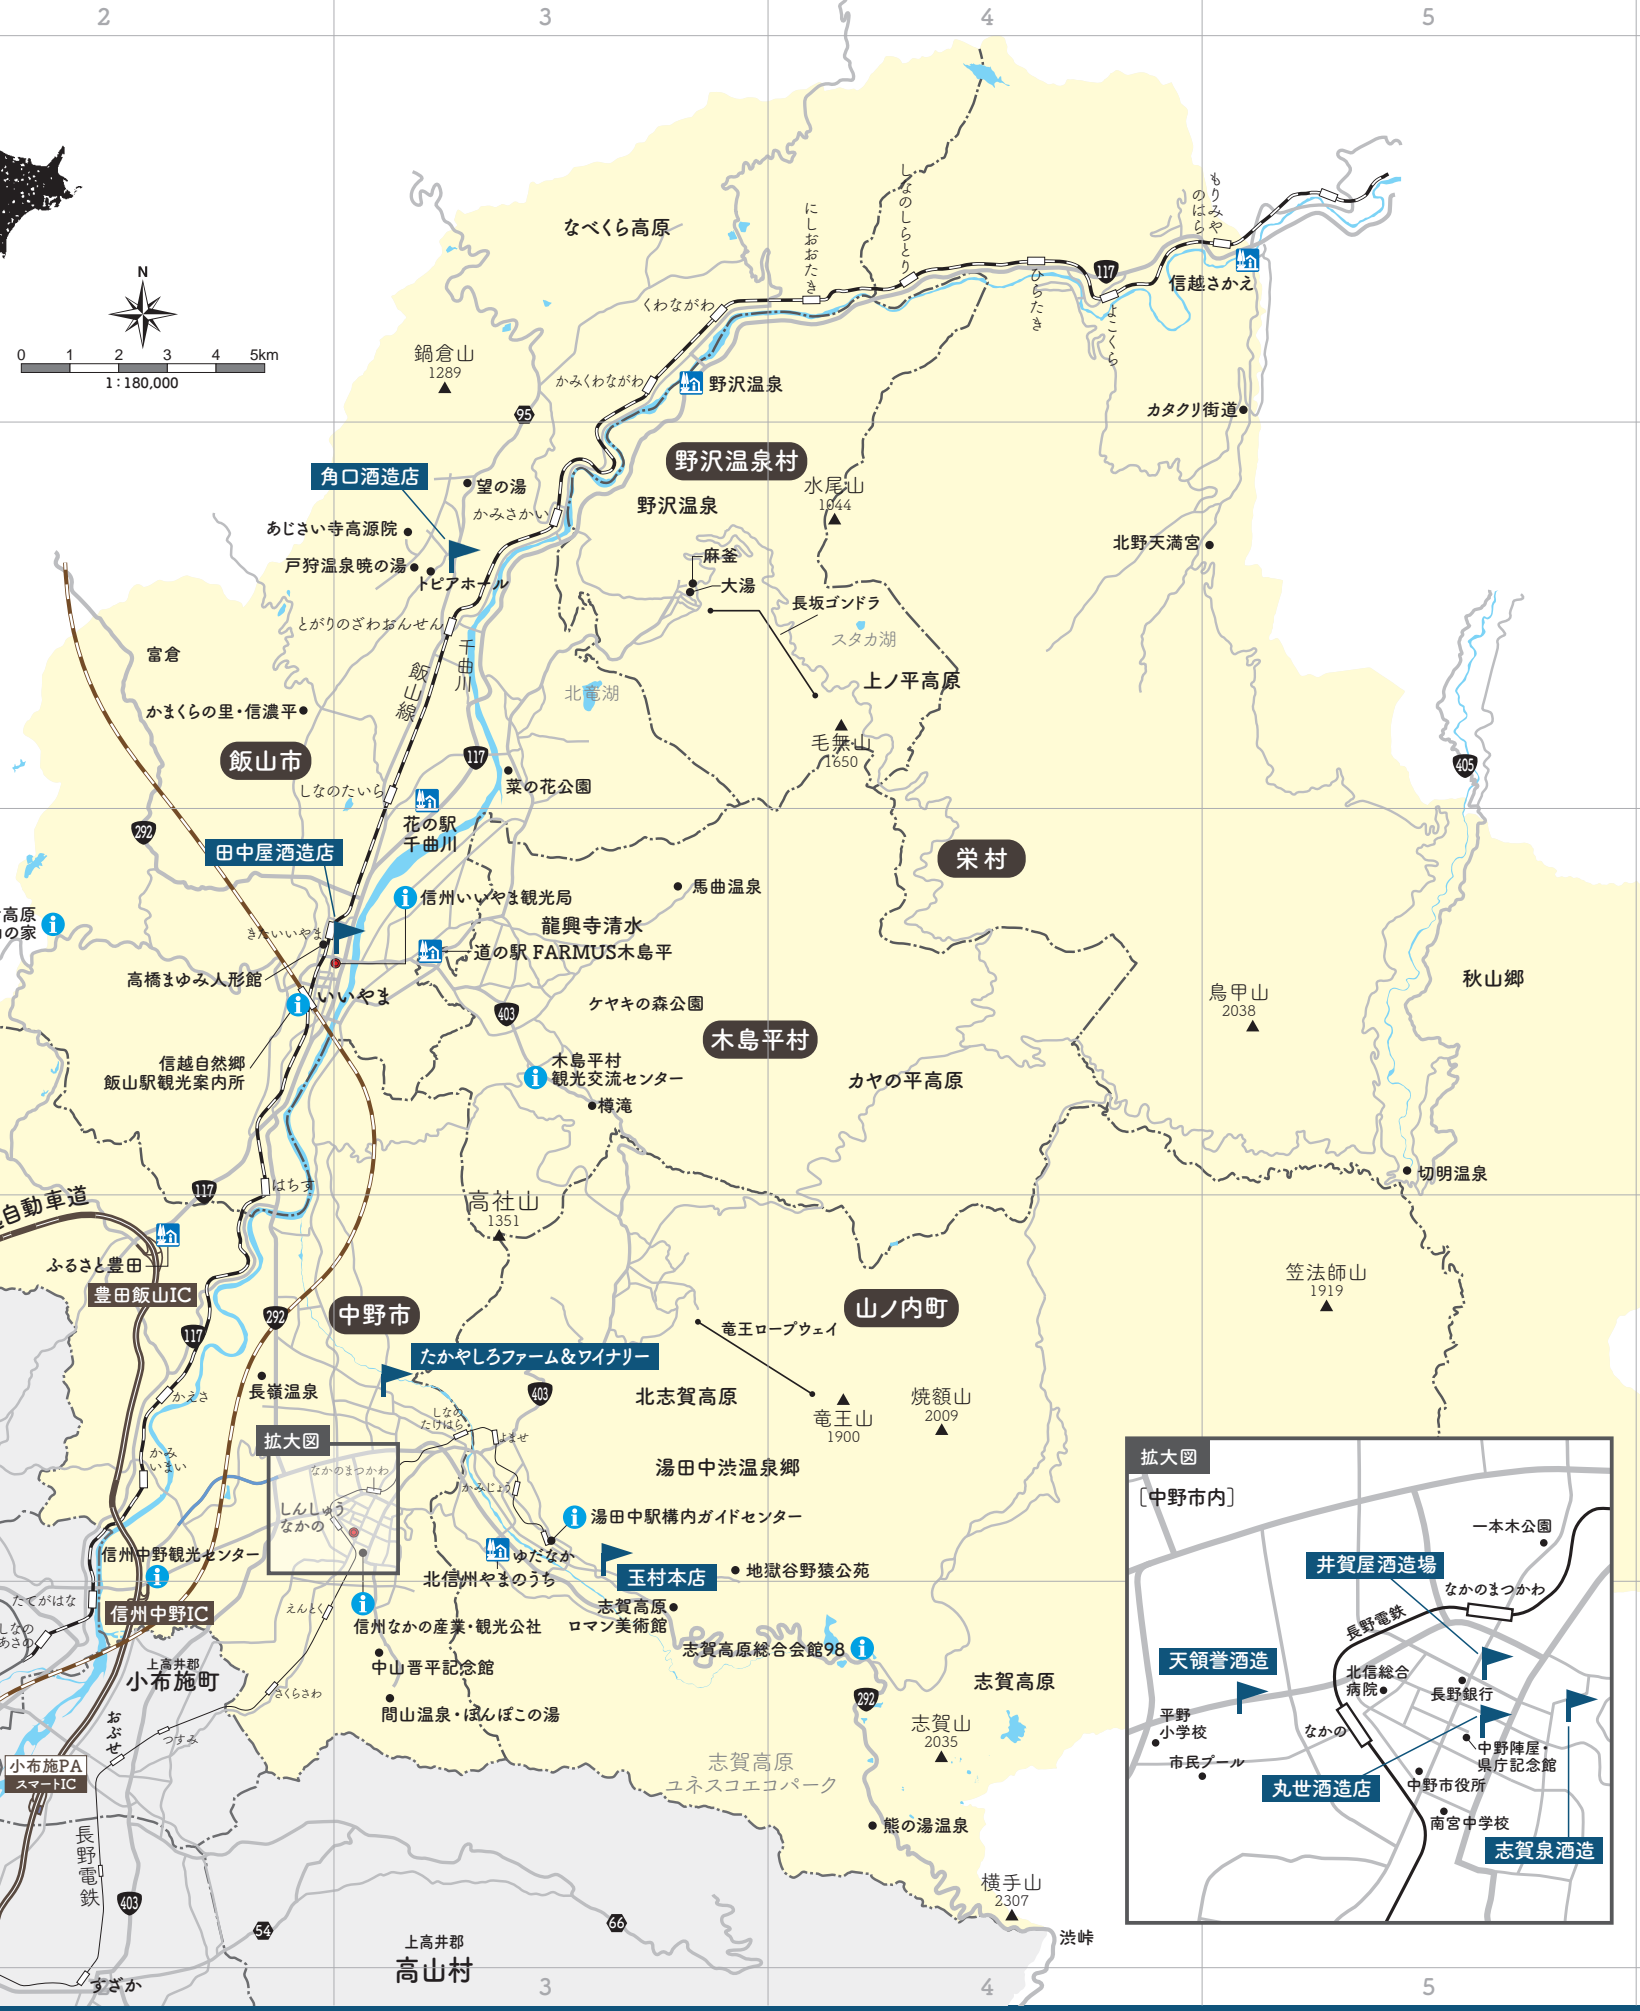 2
3
4
5
N
0 1 2 3 4 5km
1:180,000
なべくら高原
にしおおたき
しなのしらとり
もりみや
のはら
117
信越さかえ
ひらたき
よこくら
くわながわ
鍋倉山
1289
かみくわながわ
野沢温泉
95
カタクリ街道
野沢温泉村
角口酒造店
望の湯
水尾山
1044
野沢温泉
かみさかい
あじさい寺高源院
北野天満宮
麻釜
戸狩温泉暁の湯
トピアホール
大湯
長坂ゴンドラ
とがりのざわおんせん
スタカ湖
千曲川
富倉
飯山線
上ノ平高原
北竜湖
かまくらの里・信濃平
飯山市
毛無山
1650
117
405
菜の花公園
しなのたいら
花の駅
千曲川
292
田中屋酒造店
栄村
馬曲温泉
信州いいやま観光局
高原
の家
きたいいやま
龍興寺清水
道の駅 FARMUS木島平
高橋まゆみ人形館
秋山郷
いいやま
ケヤキの森公園
鳥甲山
2038
403
木島平村
信越自然郷
飯山駅観光案内所
木島平村
観光交流センター
カヤの平高原
樽滝
切明温泉
はちす
117
自動車道
高社山
1351
ふるさと豊田
豊田飯山IC
笠法師山
1919
292
中野市
山ノ内町
117
竜王ロープウェイ
たかやしろファーム&ワイナリー
長嶺温泉
かえさ
403
北志賀高原
焼額山
2009
竜王山
1900
しなの
たけはら
よませ
拡大図
かみ
いまい
なかのまつかわ
かみじょう
湯田中渋温泉郷
しんしゅう
なかの
湯田中駅構内ガイドセンター
信州中野観光センター
ゆだなか
北信州やまのうち
玉村本店
地獄谷野猿公苑
たてがはな
信州中野IC
えんとく
しなの
あさの
信州なかの産業・観光公社
志賀高原
ロマン美術館
志賀高原総合会館98
上高井郡
小布施町
中山晋平記念館
さくらさわ
志賀高原
292
間山温泉・ぽんぽこの湯
おぶせ
つすみ
志賀山
2035
小布施PA
スマートIC
志賀高原
ユネスコエコパーク
長野電鉄
熊の湯温泉
403
54
66
横手山
2307
渋峠
上高井郡
高山村
すざか
拡大図
[中野市内]
一本木公園
井賀屋酒造場
なかのまつかわ
長野電鉄
天領誉酒造
北信総合
病院
長野銀行
平野
小学校
なかの
市民プール
中野陣屋・
県庁記念館
丸世酒造店
中野市役所
南宮中学校
志賀泉酒造
2
3
4
5